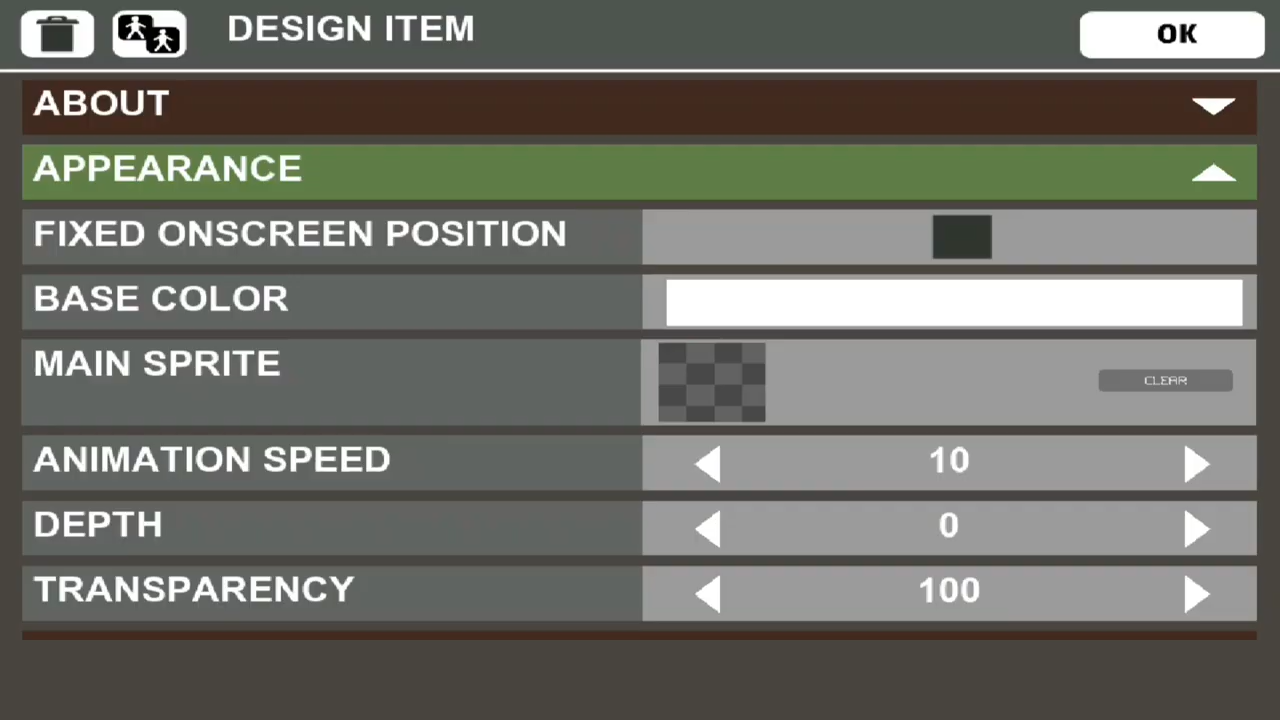 DESIGN ITEM
OK
ABOUT
APPEARANCE
FIXED ONSCREEN POSITION
BASE COLOR
MAIN SPRITE
CLEAR
ANIMATION SPEED
10
DEPTH
0
TRANSPARENCY
100